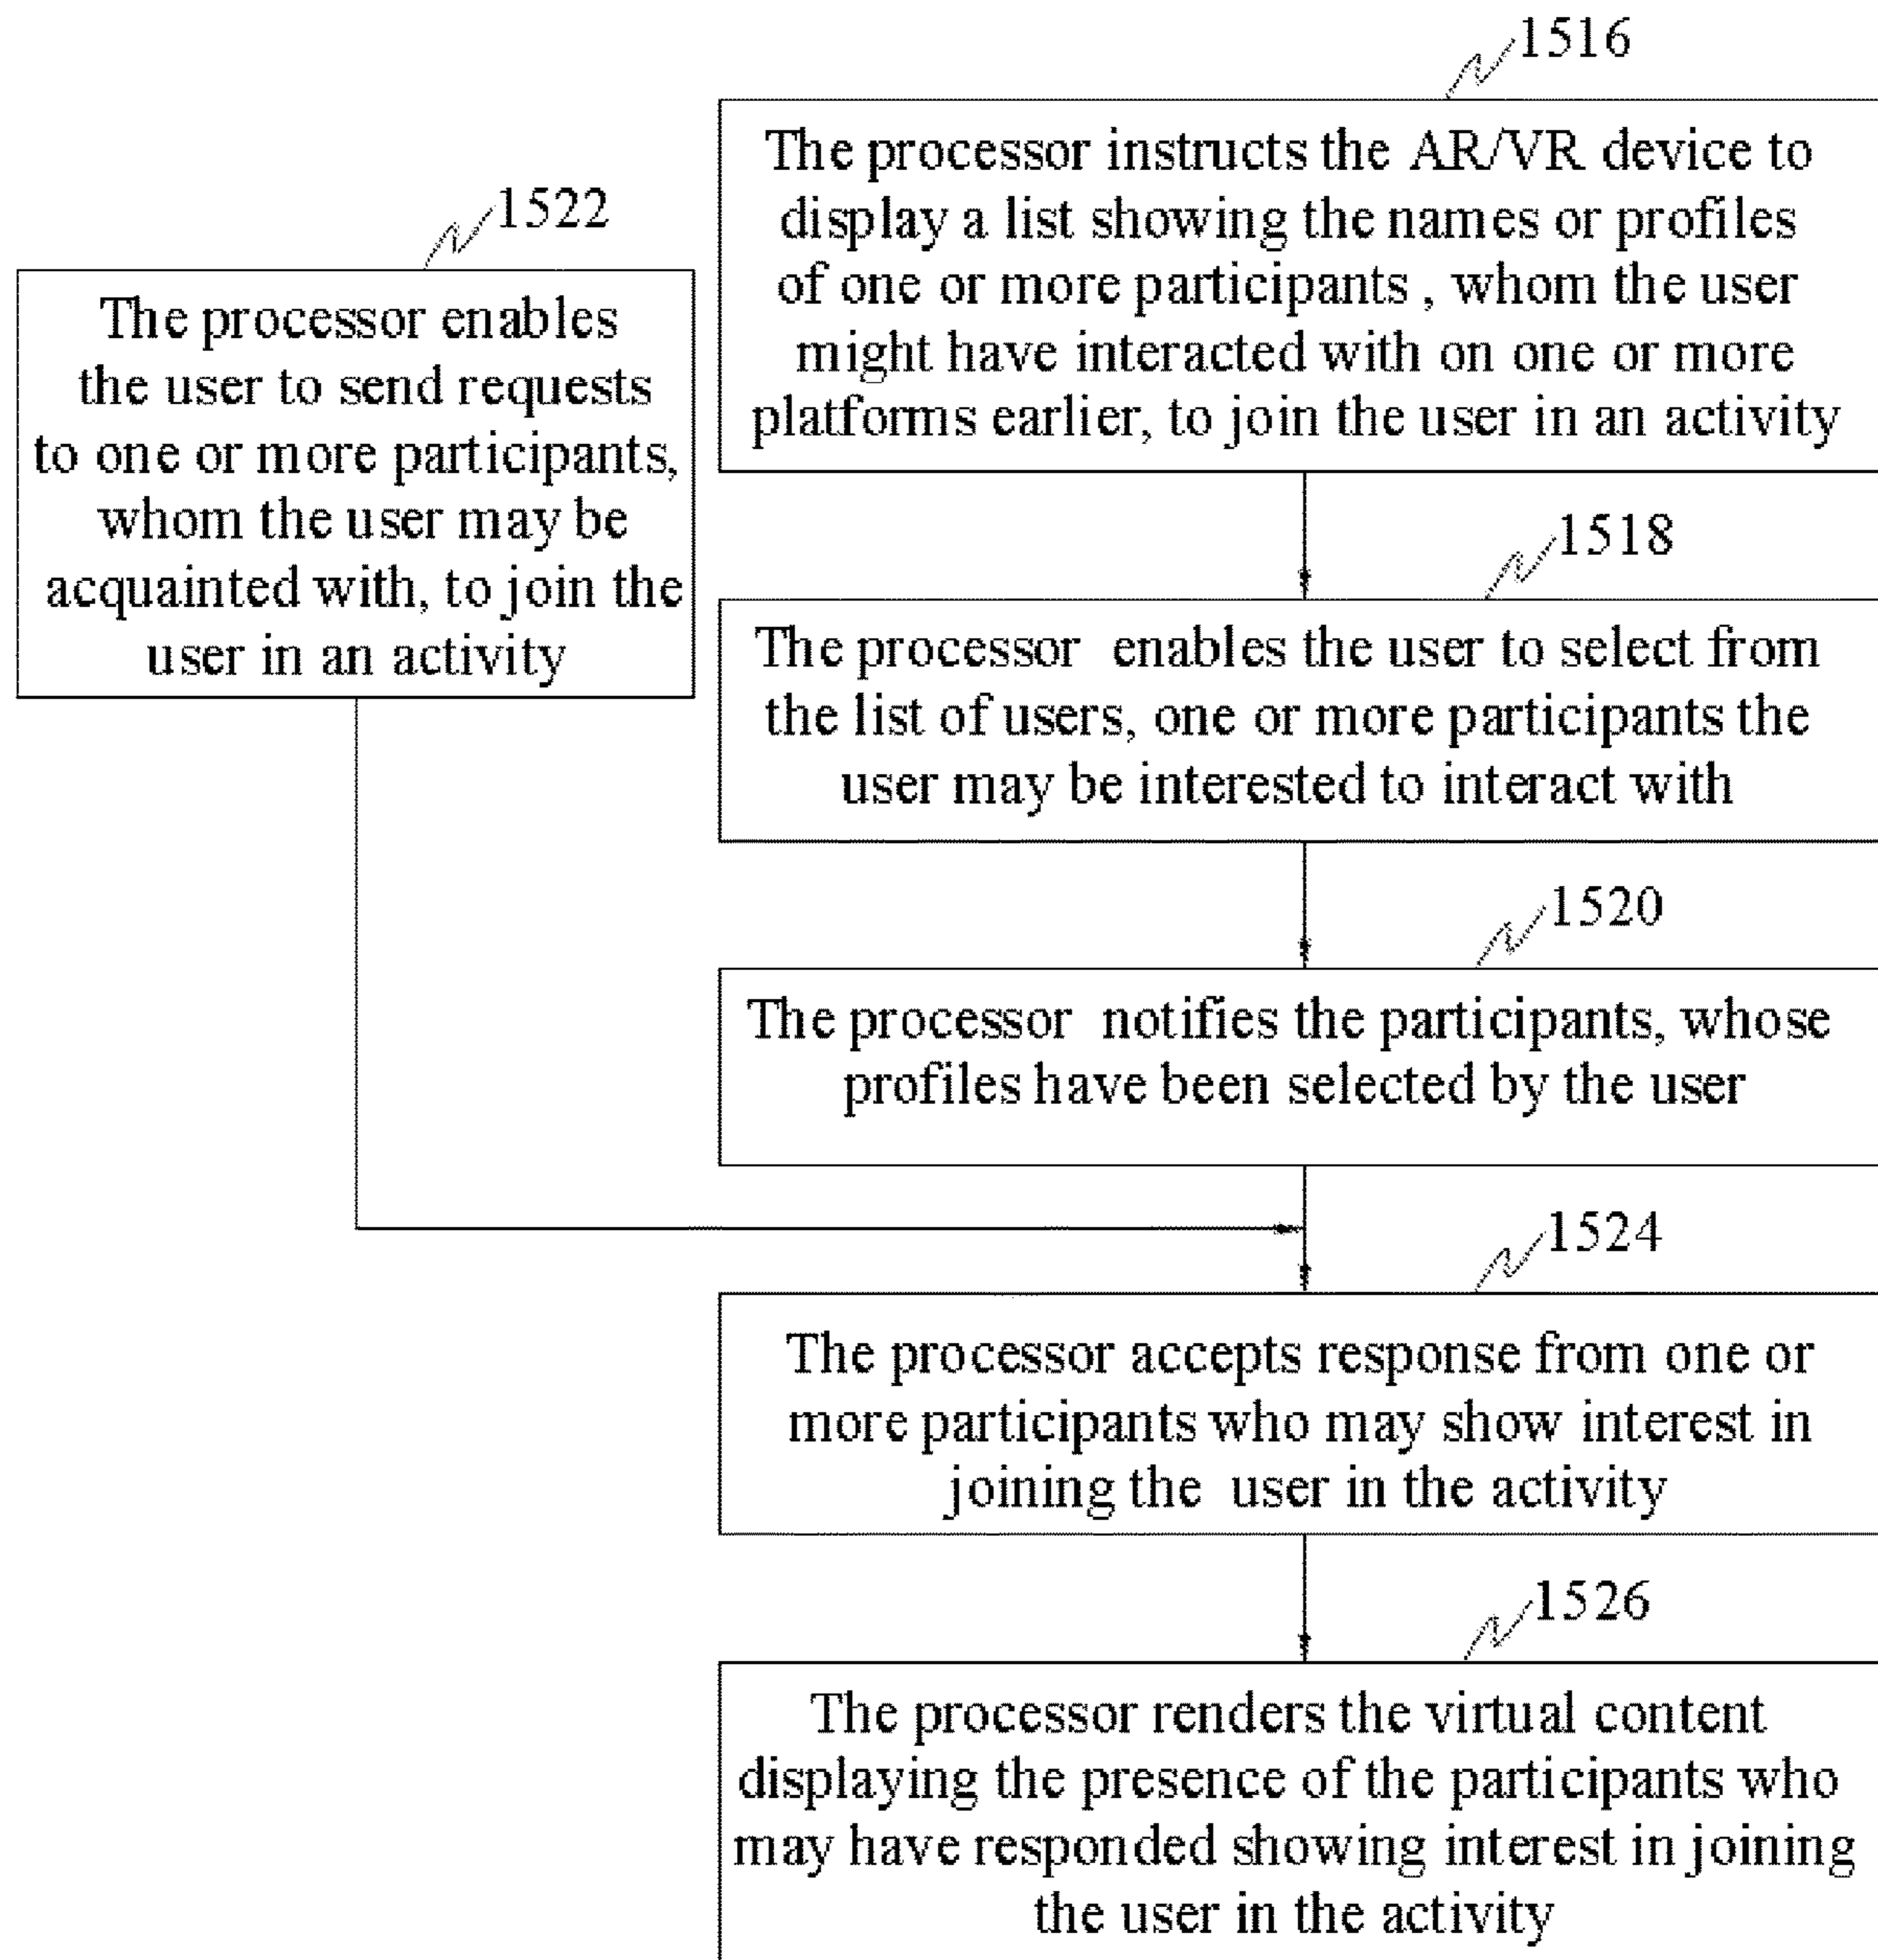 1516
The processor instructs the AR/VR device to
display a list showing the names or profiles
of one or more participants , whom the user
might have interacted with on one or more
platforms earlier, to join the user in an activity
1522
The processor enables
the user to send requests
to one or more participants,
whom the user may be
acquainted with, to join the
user in an activity
1518
The processor enables the user to select from
the list of users, one or more participants the
user may be interested to interact with
1520
The processor notifies the participants, whose
profiles have been selected by the user
1524
The processor accepts response from one or
more participants who may show interest in
joining the user in the activity
1526
The processor renders the virtual content
displaying the presence of the participants who
may have responded showing interest in joining
the user in the activity